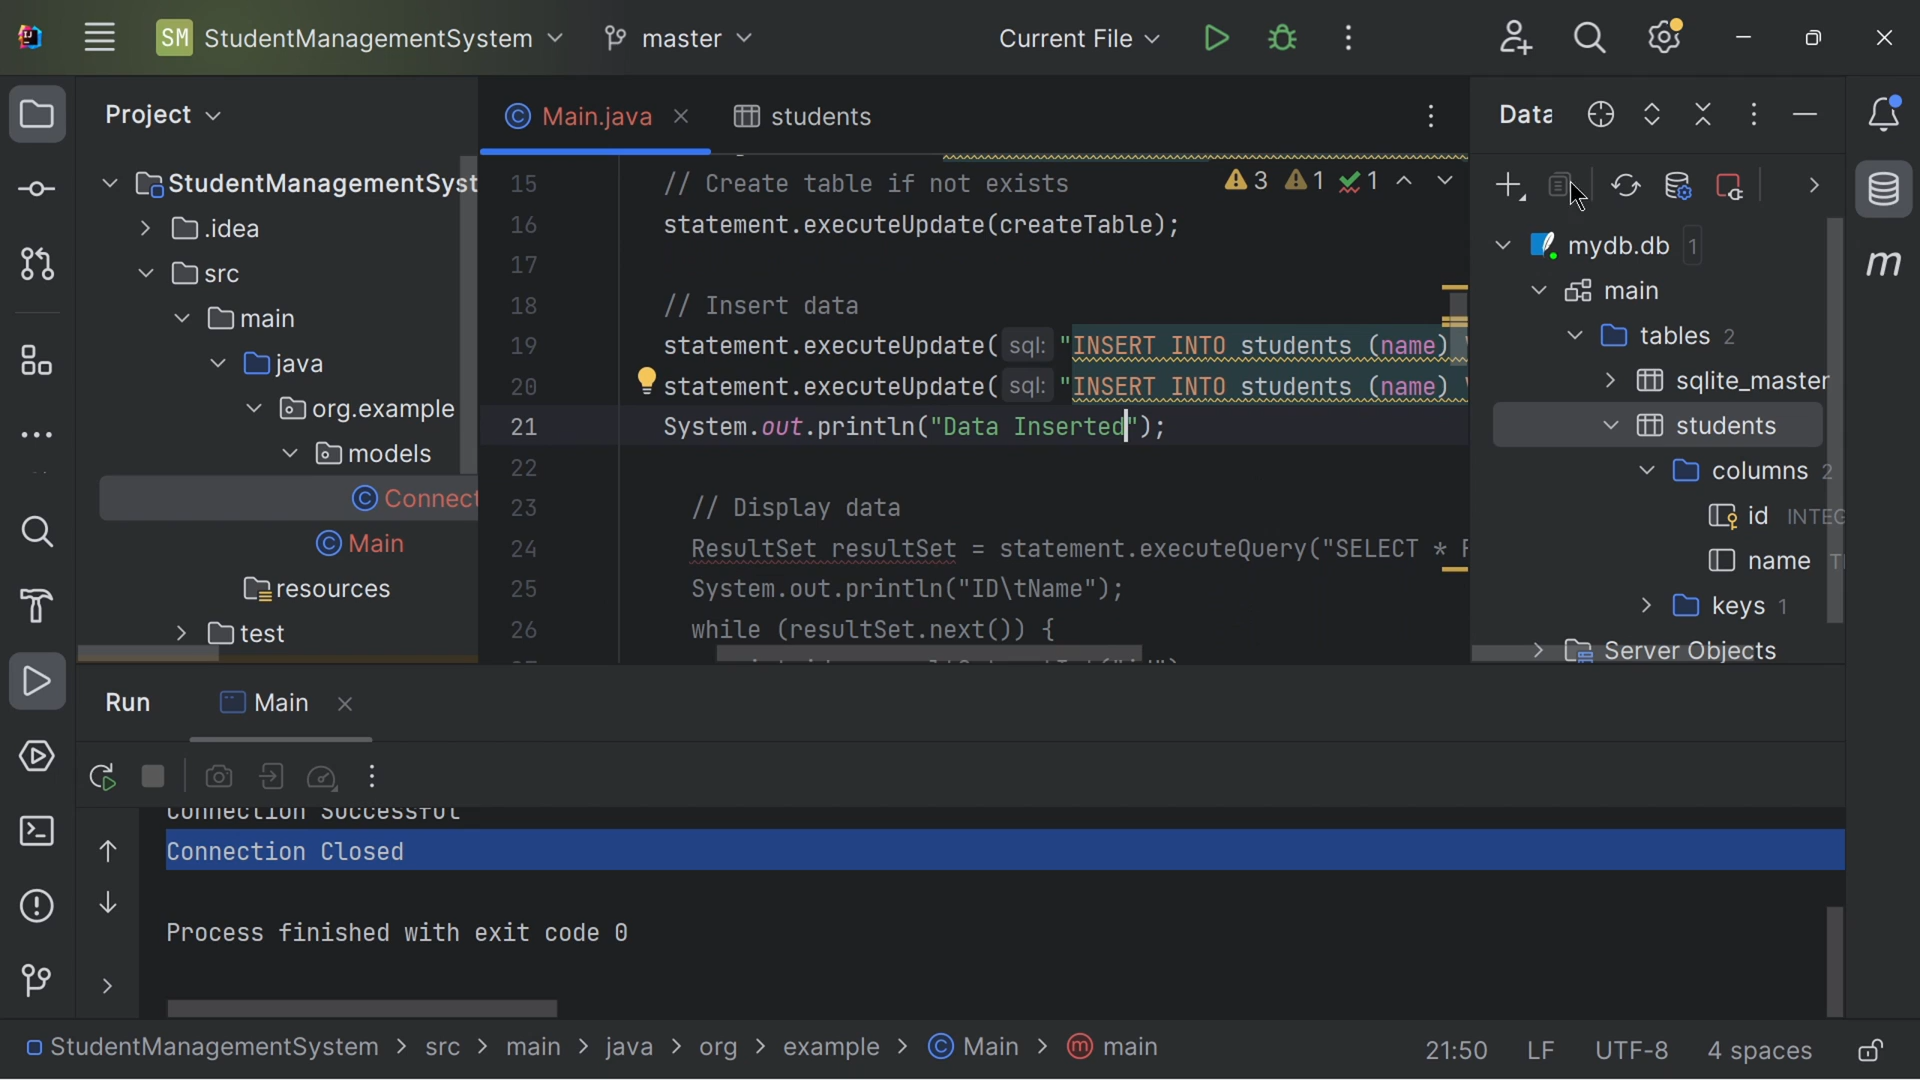 SM StudentManagementSystem master Current File
Project
StudentManagementSyst
.idea
src
main
java
org.example
models
Connect
Main
resources
test
Main.java students
15 // Create table if not exists
16 statement.executeUpdate(createTable);
17
18 // Insert data
19 statement.executeUpdate( sql: "INSERT INTO students (name)
20 statement.executeUpdate( sql: "INSERT INTO students (name)
21 System.out.println("Data Inserted");
22
23 // Display data
24 ResultSet resultSet = statement.executeQuery("SELECT * F
25 System.out.println("ID\tName");
26 while (resultSet.next()) {
3 1 1
Data
mydb.db 1
main
tables 2
sqlite_master
students
columns 2
id INTEG
name T
keys 1
Server Objects
m
Run Main
Connection Successful
Connection Closed
Process finished with exit code 0
StudentManagementSystem > src > main > java > org > example > Main > main
21:50 LF UTF-8 4 spaces